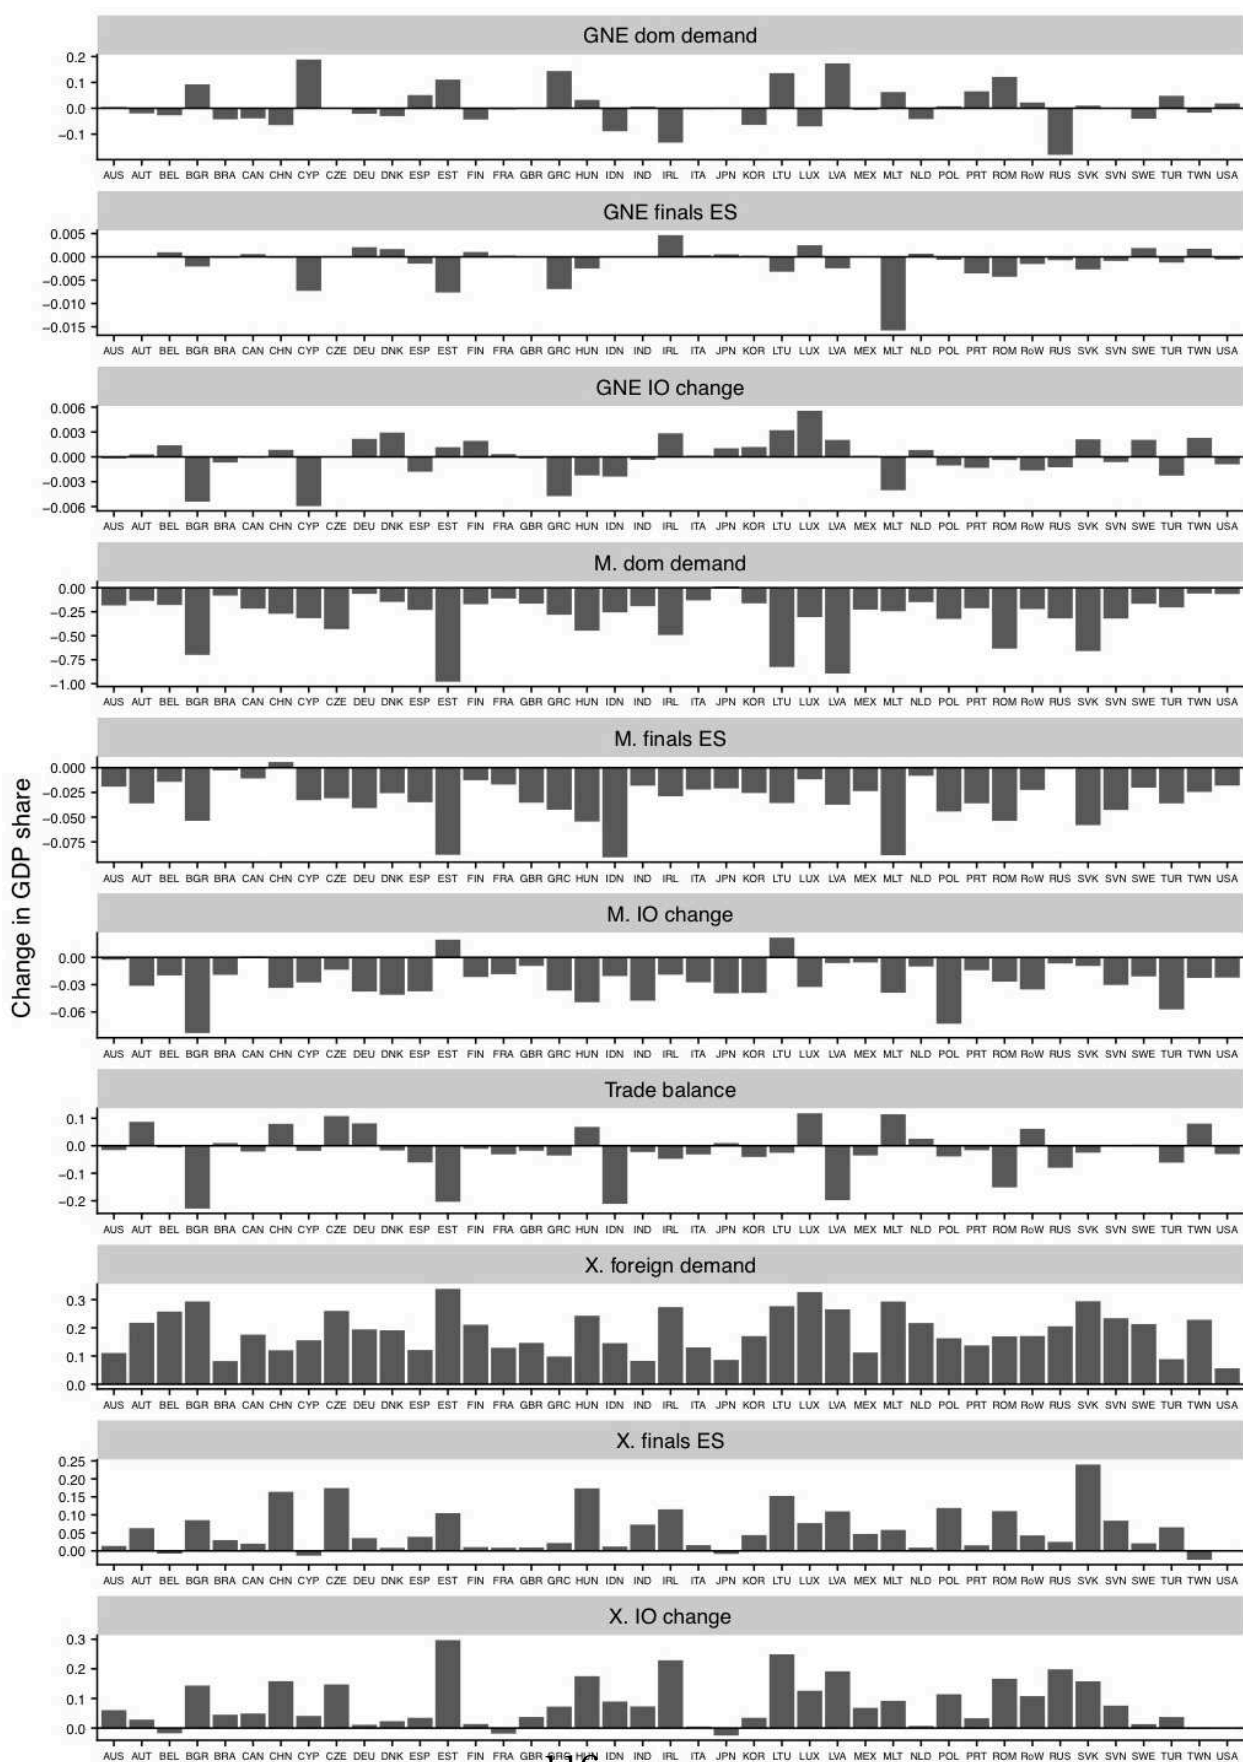 GNE dom demand
0.2
0.1
0.0
−0.1
AUS AUT BEL BGR BRA CAN CHN CYP CZE DEU DNK ESP EST FIN FRA GBR GRC HUN IDN IND IRL ITA JPN KOR LTU LUX LVA MEX MLT NLD POL PRT ROM RoW RUS SVK SVN SWE TUR TWN USA
GNE finals ES
0.005
0.000
−0.005
−0.010
−0.015
AUS AUT BEL BGR BRA CAN CHN CYP CZE DEU DNK ESP EST FIN FRA GBR GRC HUN IDN IND IRL ITA JPN KOR LTU LUX LVA MEX MLT NLD POL PRT ROM RoW RUS SVK SVN SWE TUR TWN USA
GNE IO change
0.006
0.003
0.000
−0.003
−0.006
AUS AUT BEL BGR BRA CAN CHN CYP CZE DEU DNK ESP EST FIN FRA GBR GRC HUN IDN IND IRL ITA JPN KOR LTU LUX LVA MEX MLT NLD POL PRT ROM RoW RUS SVK SVN SWE TUR TWN USA
M. dom demand
0.00
−0.25
−0.50
−0.75
−1.00
AUS AUT BEL BGR BRA CAN CHN CYP CZE DEU DNK ESP EST FIN FRA GBR GRC HUN IDN IND IRL ITA JPN KOR LTU LUX LVA MEX MLT NLD POL PRT ROM RoW RUS SVK SVN SWE TUR TWN USA
Change in GDP share
M. finals ES
0.000
−0.025
−0.050
−0.075
AUS AUT BEL BGR BRA CAN CHN CYP CZE DEU DNK ESP EST FIN FRA GBR GRC HUN IDN IND IRL ITA JPN KOR LTU LUX LVA MEX MLT NLD POL PRT ROM RoW RUS SVK SVN SWE TUR TWN USA
M. IO change
0.00
−0.03
−0.06
AUS AUT BEL BGR BRA CAN CHN CYP CZE DEU DNK ESP EST FIN FRA GBR GRC HUN IDN IND IRL ITA JPN KOR LTU LUX LVA MEX MLT NLD POL PRT ROM RoW RUS SVK SVN SWE TUR TWN USA
Trade balance
0.1
0.0
−0.1
−0.2
AUS AUT BEL BGR BRA CAN CHN CYP CZE DEU DNK ESP EST FIN FRA GBR GRC HUN IDN IND IRL ITA JPN KOR LTU LUX LVA MEX MLT NLD POL PRT ROM RoW RUS SVK SVN SWE TUR TWN USA
X. foreign demand
0.3
0.2
0.1
0.0
AUS AUT BEL BGR BRA CAN CHN CYP CZE DEU DNK ESP EST FIN FRA GBR GRC HUN IDN IND IRL ITA JPN KOR LTU LUX LVA MEX MLT NLD POL PRT ROM RoW RUS SVK SVN SWE TUR TWN USA
X. finals ES
0.25
0.20
0.15
0.10
0.05
0.00
AUS AUT BEL BGR BRA CAN CHN CYP CZE DEU DNK ESP EST FIN FRA GBR GRC HUN IDN IND IRL ITA JPN KOR LTU LUX LVA MEX MLT NLD POL PRT ROM RoW RUS SVK SVN SWE TUR TWN USA
X. IO change
0.3
0.2
0.1
0.0
AUS AUT BEL BGR BRA CAN CHN CYP CZE DEU DNK ESP EST FIN FRA GBR GRC HUN IDN IND IRL ITA JPN KOR LTU LUX LVA MEX MLT NLD POL PRT ROM RoW RUS SVK SVN SWE TUR TWN USA